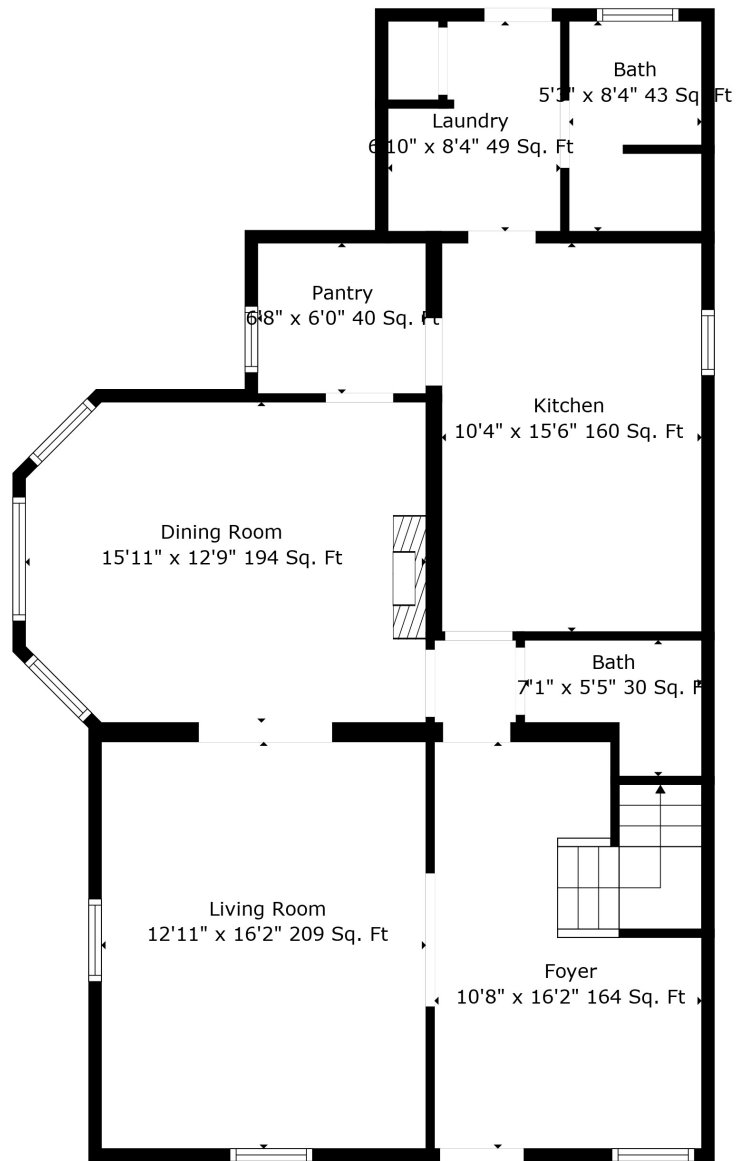 Bath
5'3" x 8'4" 43 Sq. Ft
Laundry
6'10" x 8'4" 49 Sq. Ft
Pantry
6'8" x 6'0" 40 Sq. Ft
Kitchen
10'4" x 15'6" 160 Sq. Ft
Dining Room
15'11" x 12'9" 194 Sq. Ft
Bath
7'1" x 5'5" 30 Sq. F
Living Room
12'11" x 16'2" 209 Sq. Ft
Foyer
10'8" x 16'2" 164 Sq. Ft